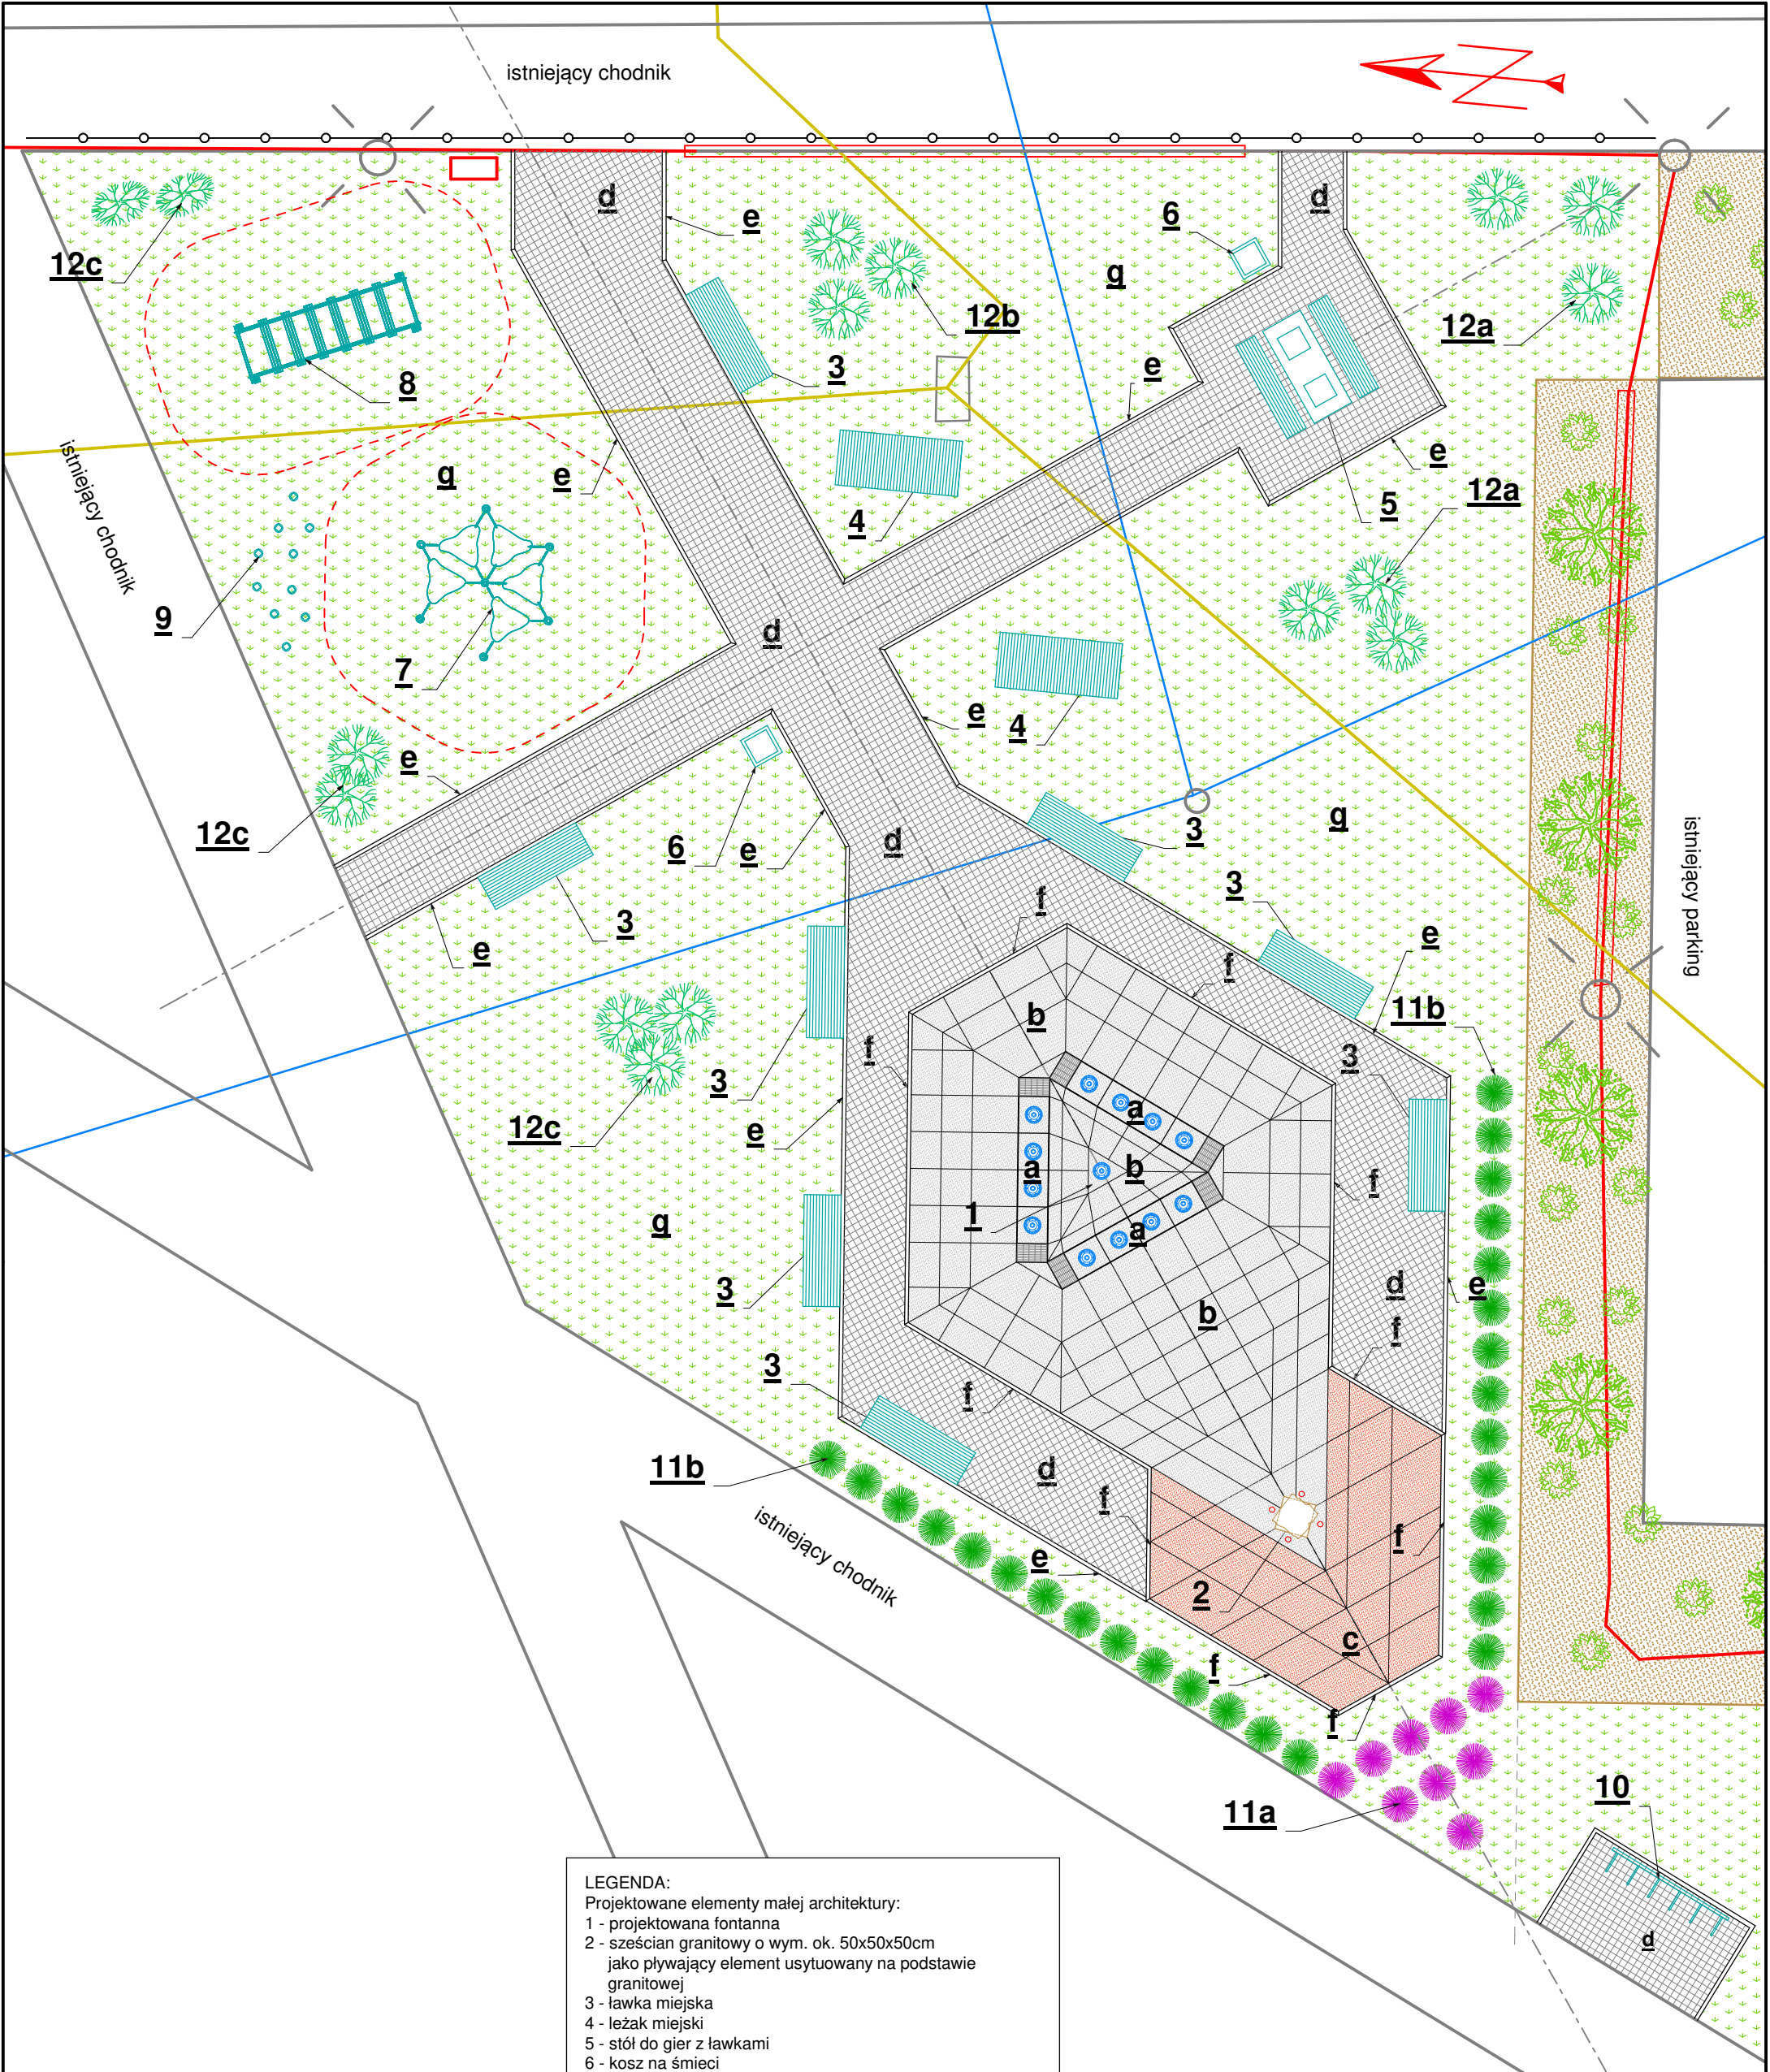 istniejący chodnik
d
e
6
d
12c
g
12b
12a
3
8
e
istniejący chodnik
g
e
e
12a
4
5
9
d
7
e
4
e
12c
6
e
d
3
g
istniejący parking
3
f
3
e
e
f
11b
b
f
3
3
a
12c
e
a
b
f
1
a
g
3
b
d
e
f
3
f
11b
d
f
istniejący chodnik
e
f
2
c
f
f
10
11a
d
LEGENDA:
Projektowane elementy małej architektury:
1 - projektowana fontanna
2 - sześcian granitowy o wym. ok. 50x50x50cm
jako pływający element usytuowany na podstawie
granitowej
3 - ławka miejska
4 - leżak miejski
5 - stół do gier z ławkami
6 - kosz na śmieci